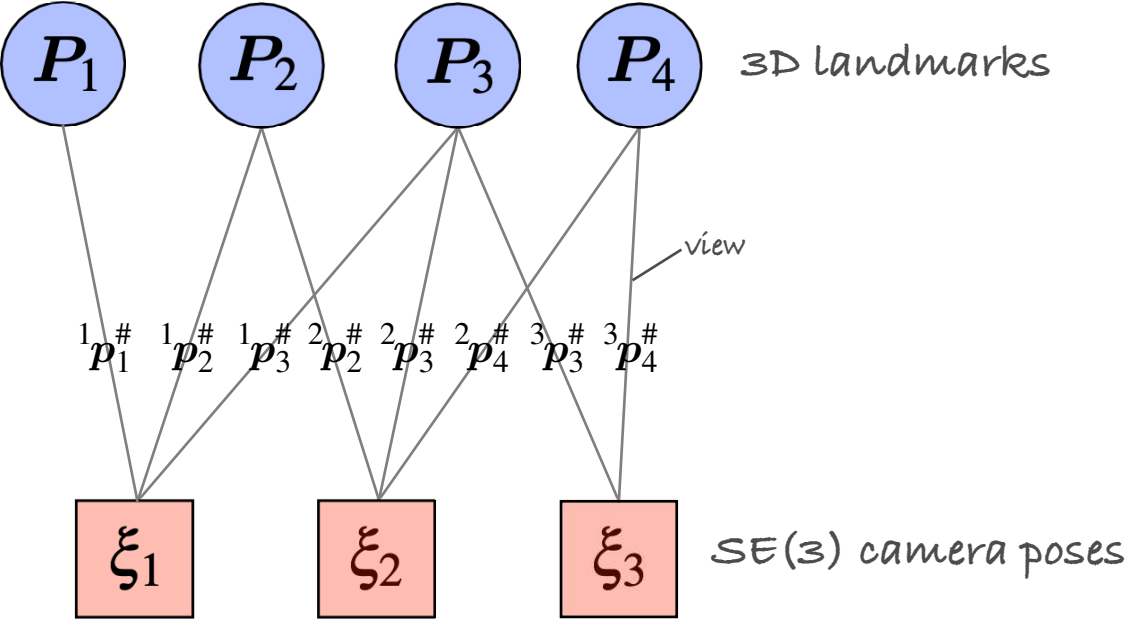 P₁ P₂ P₃ P₄ 3D landmarks
view
¹p₁# ¹p₂# ¹p₃# ²p₂# ²p₃# ²p₄# ³p₃# ³p₄#
ξ₁ ξ₂ ξ₃ SE(3) camera poses